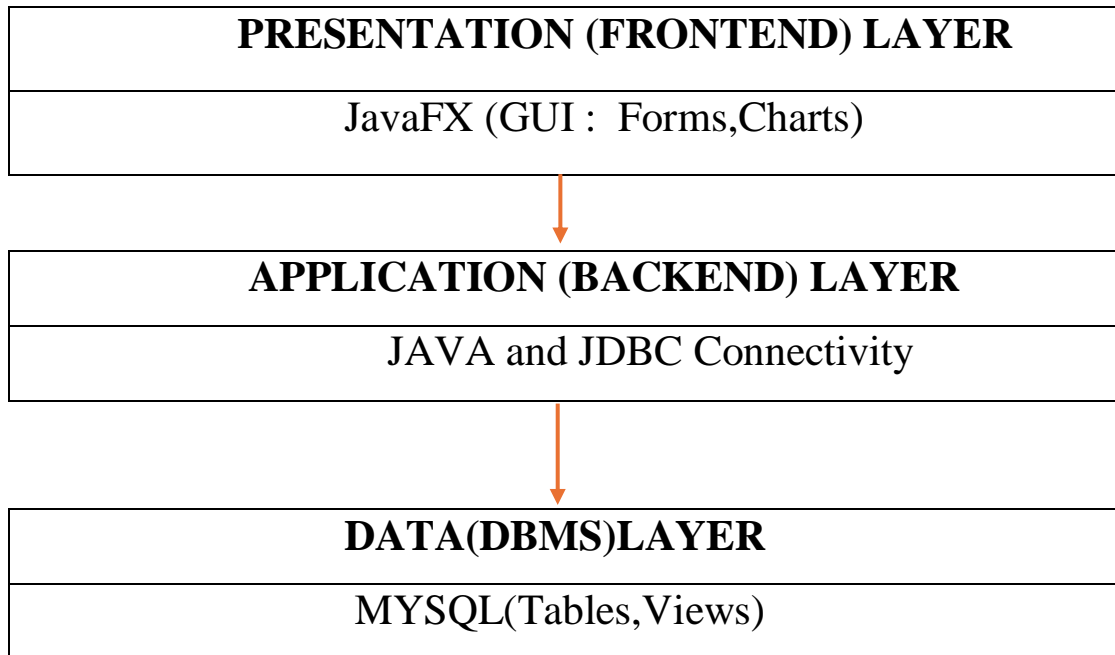 PRESENTATION (FRONTEND) LAYER
JavaFX (GUI :  Forms,Charts)
APPLICATION (BACKEND) LAYER
JAVA and JDBC Connectivity
DATA(DBMS)LAYER
MYSQL(Tables,Views)